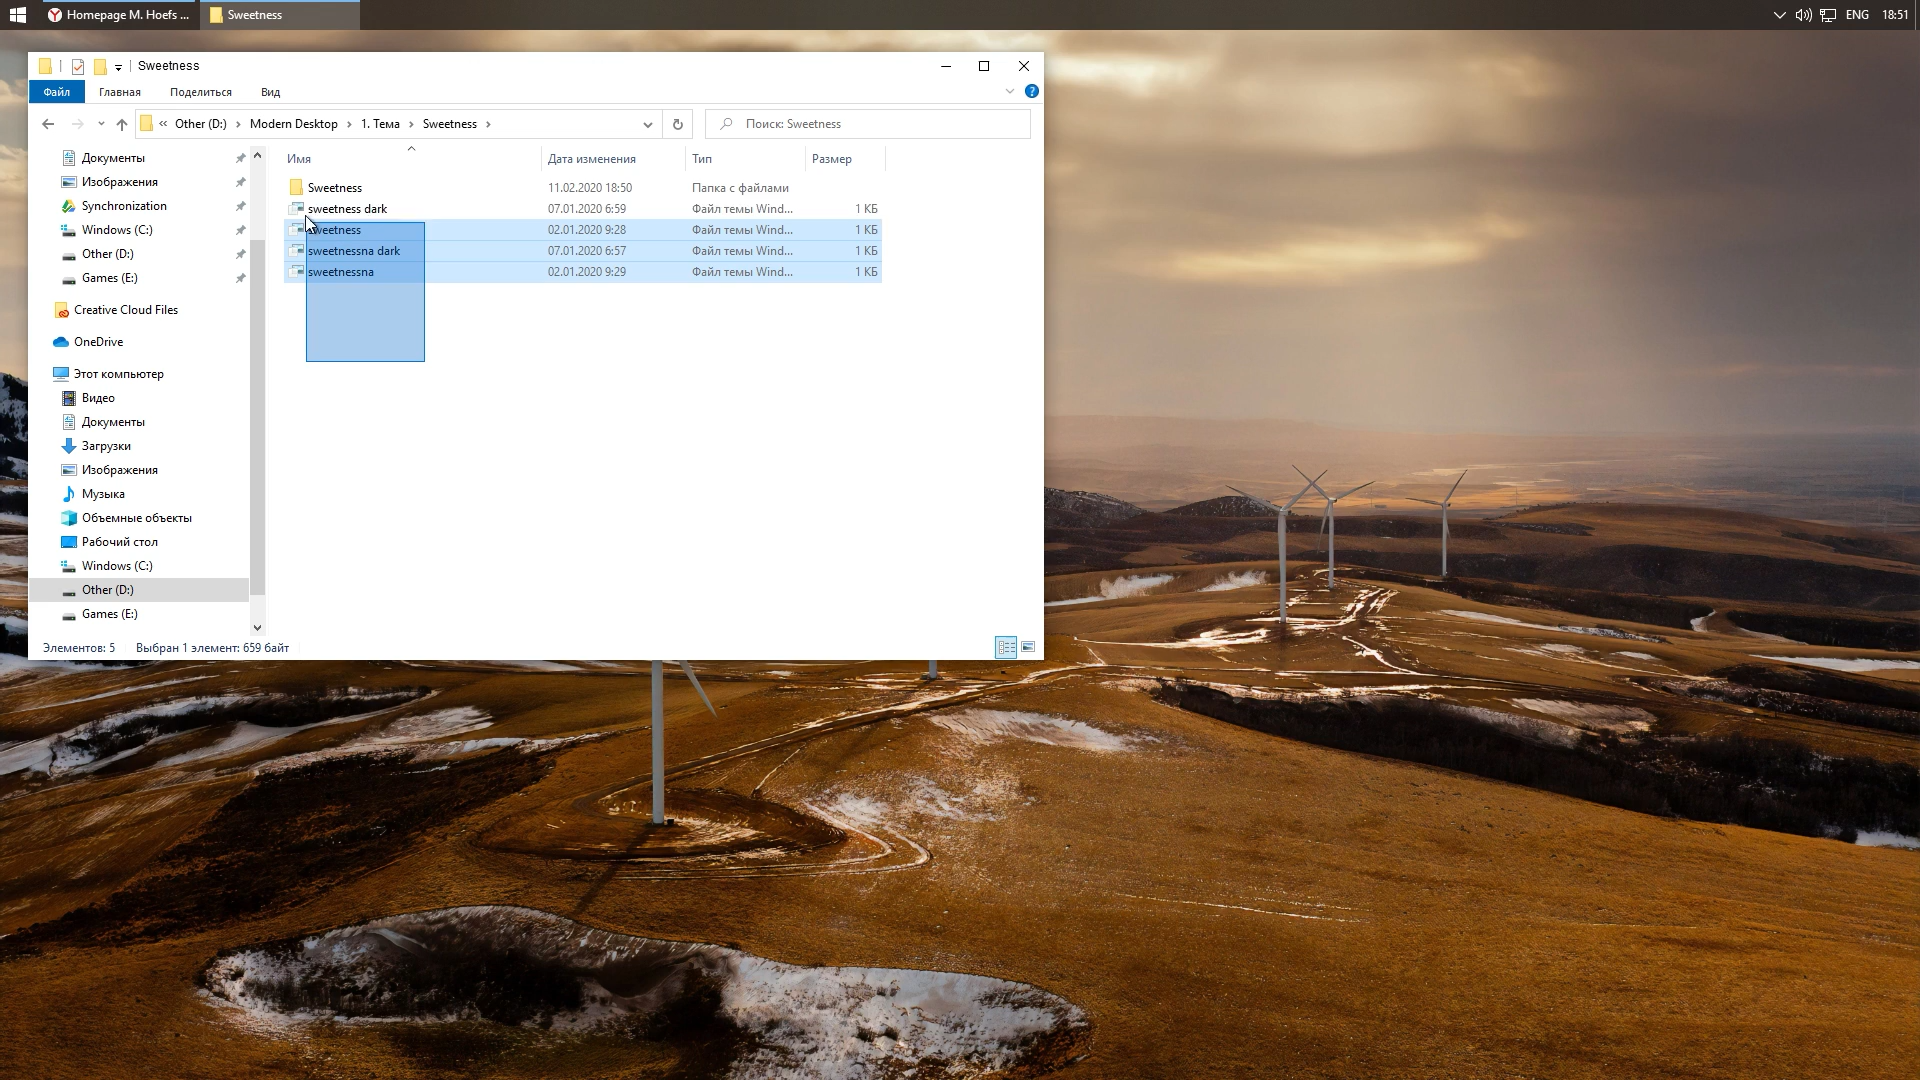 Homepage M. Hoefs ...
Sweetness
ENG
18:51
Sweetness
Файл
Главная
Поделиться
Вид
« Other (D:) › Modern Desktop › 1. Тема › Sweetness ›
Поиск: Sweetness
Документы
Изображения
Synchronization
Windows (C:)
Other (D:)
Games (E:)
Creative Cloud Files
OneDrive
Этот компьютер
Видео
Документы
Загрузки
Изображения
Музыка
Объемные объекты
Рабочий стол
Windows (C:)
Other (D:)
Games (E:)
Имя Дата изменения Тип Размер
Sweetness 11.02.2020 18:50 Папка с файлами
sweetness dark 07.01.2020 6:59 Файл темы Wind... 1 КБ
sweetness 02.01.2020 9:28 Файл темы Wind... 1 КБ
sweetnessna dark 07.01.2020 6:57 Файл темы Wind... 1 КБ
sweetnessna 02.01.2020 9:29 Файл темы Wind... 1 КБ
Элементов: 5 Выбран 1 элемент: 659 байт